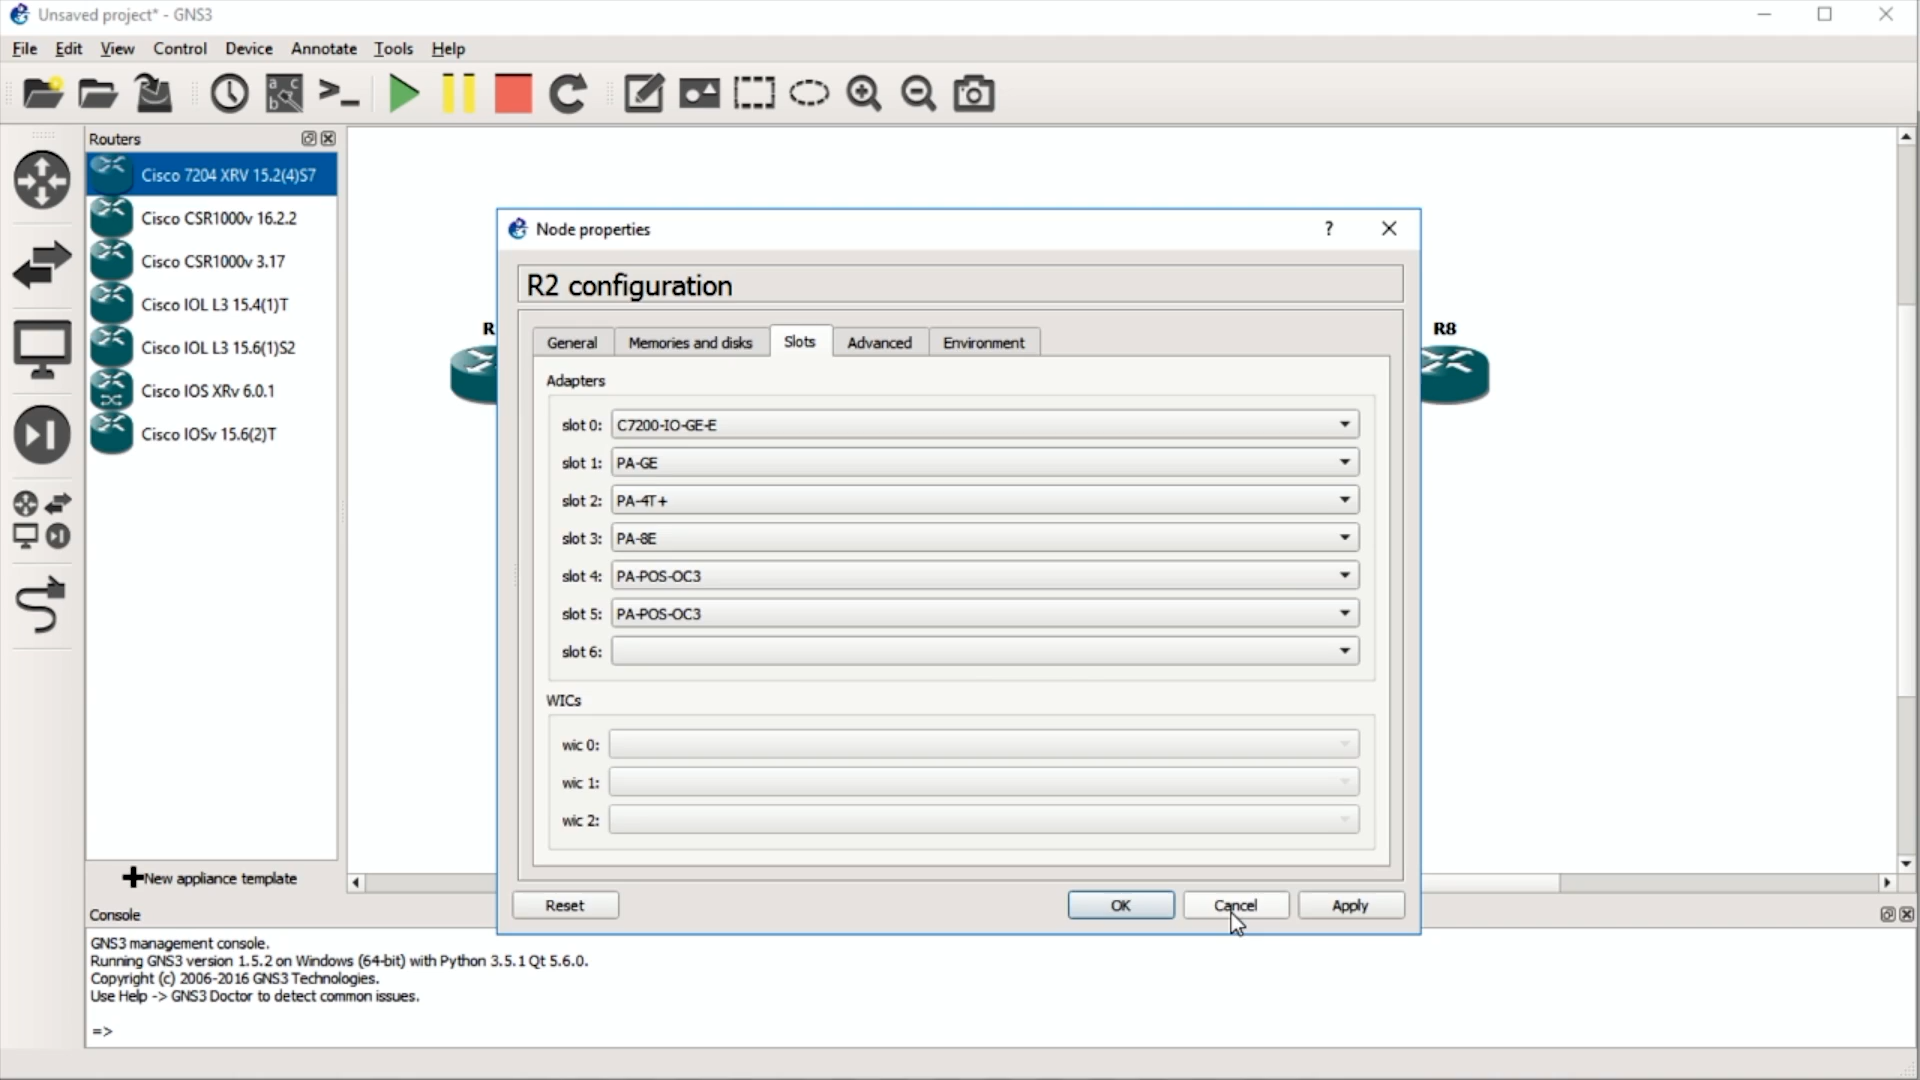 Unsaved project* - GNS3
File Edit View Control Device Annotate Tools Help
Routers
Cisco 7204 XRV 15.2(4)S7
Cisco CSR1000v 16.2.2
Cisco CSR1000v 3.17
Cisco IOL L3 15.4(1)T
Cisco IOL L3 15.6(1)S2
Cisco IOS XRv 6.0.1
Cisco IOSv 15.6(2)T
New appliance template
R
R8
Node properties
?
R2 configuration
General Memories and disks Slots Advanced Environment
Adapters
slot 0: C7200-IO-GE-E
slot 1: PA-GE
slot 2: PA-4T+
slot 3: PA-8E
slot 4: PA-POS-OC3
slot 5: PA-POS-OC3
slot 6:
WICs
wic 0:
wic 1:
wic 2:
Reset OK Cancel Apply
Console
GNS3 management console.
Running GNS3 version 1.5.2 on Windows (64-bit) with Python 3.5.1 Qt 5.6.0.
Copyright (c) 2006-2016 GNS3 Technologies.
Use Help -> GNS3 Doctor to detect common issues.
=>